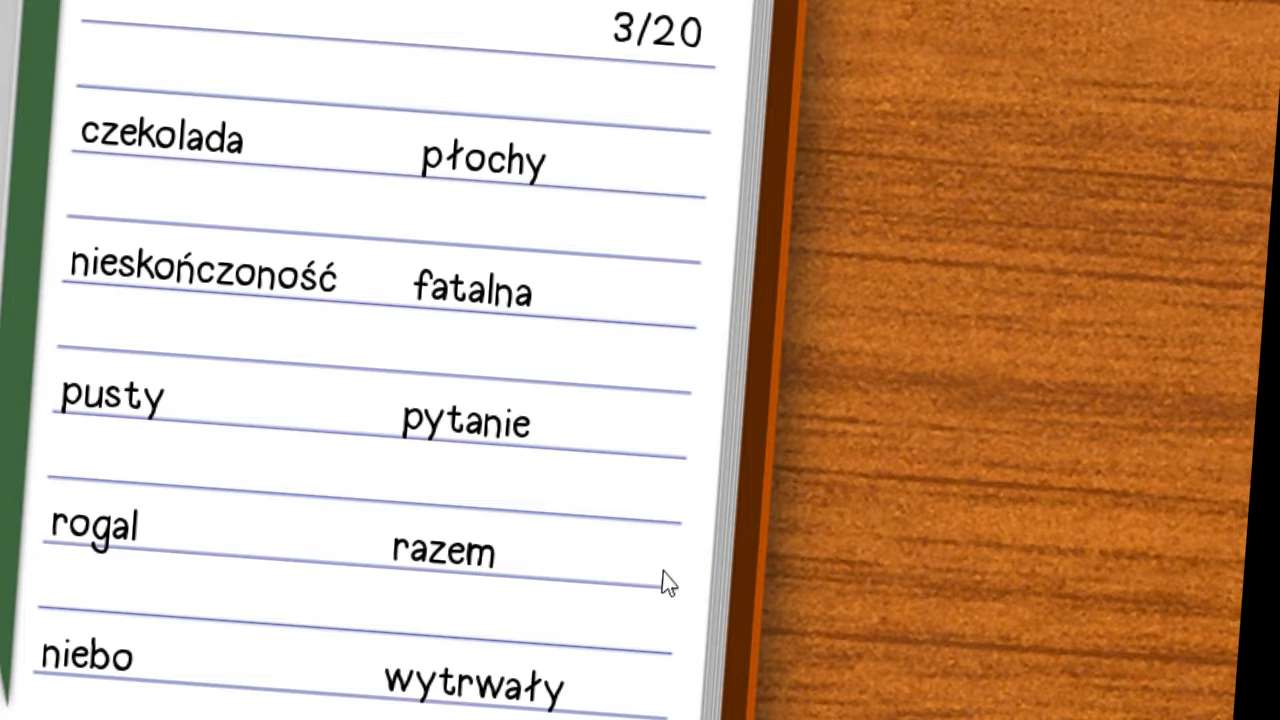 3/20
czekolada płochy
nieskończoność fatalna
pusty pytanie
rogal razem
niebo wytrwały